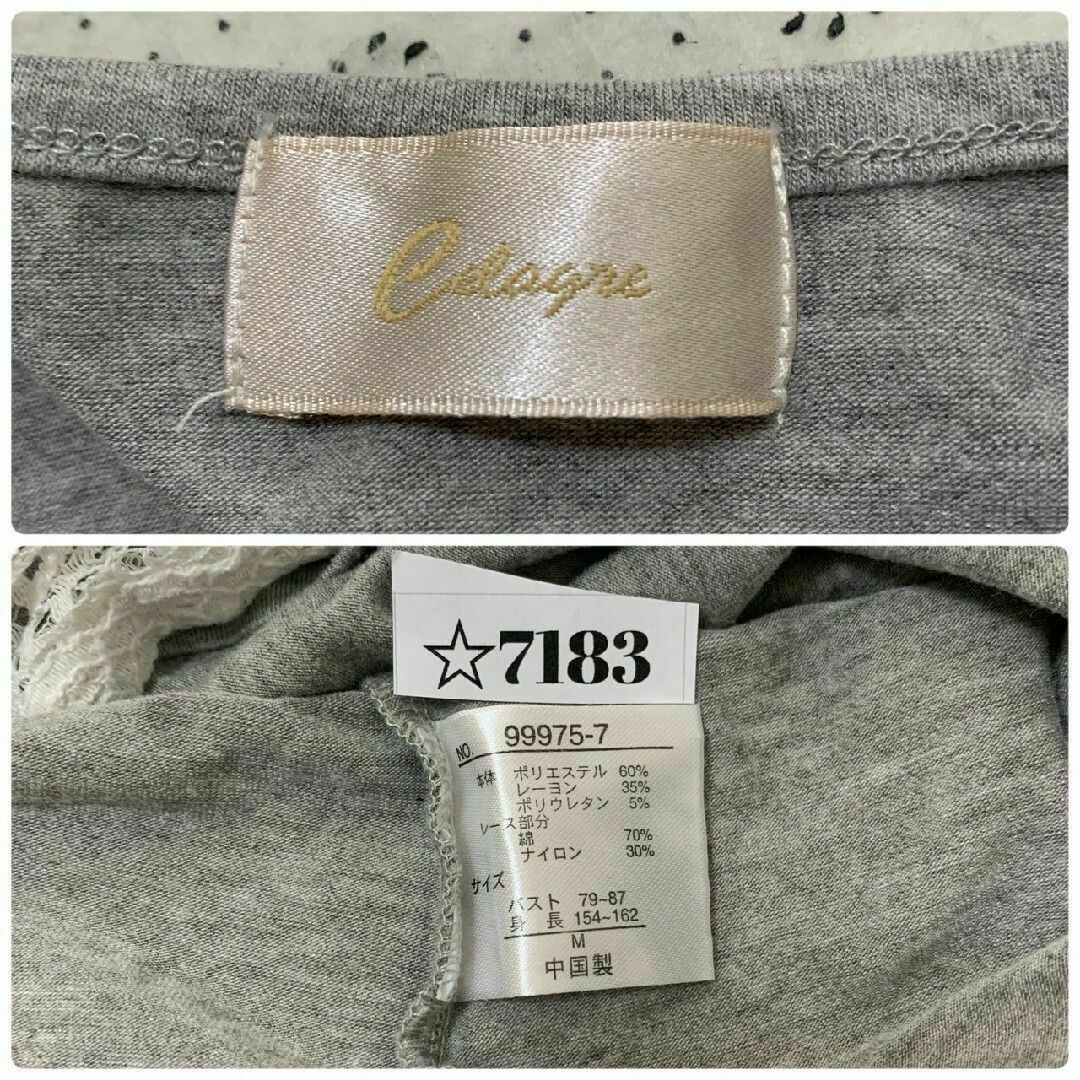 Celagre
☆7183
NO. 99975-7
本体 ポリエステル 60%
レーヨン 35%
ポリウレタン 5%
レース部分
綿 70%
ナイロン 30%
サイズ
バスト 79~87
身長 154~162
M
中国製